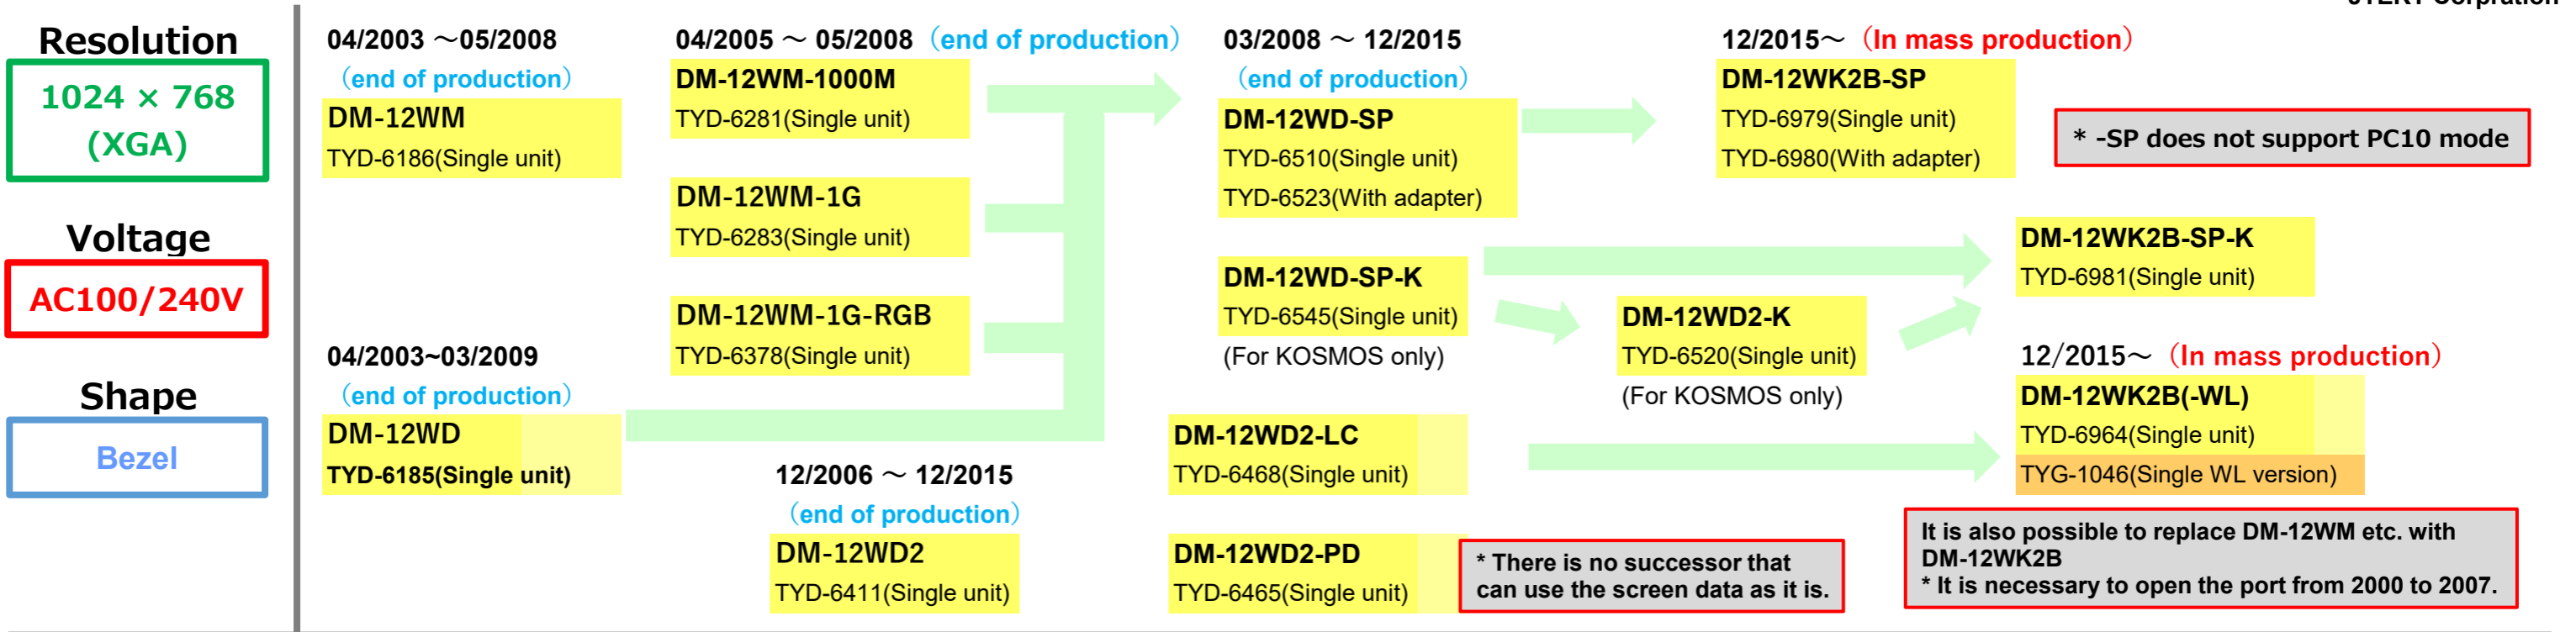 Resolution
1024 × 768
(XGA)
Voltage
AC100/240V
Shape
Bezel
04/2003 ～05/2008
（end of production）
DM-12WM
TYD-6186(Single unit)
04/2003~03/2009
（end of production）
DM-12WD
TYD-6185(Single unit)
04/2005 ～ 05/2008（end of production）
DM-12WM-1000M
TYD-6281(Single unit)
DM-12WM-1G
TYD-6283(Single unit)
DM-12WM-1G-RGB
TYD-6378(Single unit)
12/2006 ～ 12/2015
（end of production）
DM-12WD2
TYD-6411(Single unit)
03/2008 ～ 12/2015
（end of production）
DM-12WD-SP
TYD-6510(Single unit)
TYD-6523(With adapter)
DM-12WD-SP-K
TYD-6545(Single unit)
(For KOSMOS only)
DM-12WD2-LC
TYD-6468(Single unit)
DM-12WD2-PD
TYD-6465(Single unit)
* There is no successor that
can use the screen data as it is.
DM-12WD2-K
TYD-6520(Single unit)
(For KOSMOS only)
12/2015～（In mass production）
DM-12WK2B-SP
TYD-6979(Single unit)
TYD-6980(With adapter)
* -SP does not support PC10 mode
DM-12WK2B-SP-K
TYD-6981(Single unit)
12/2015～（In mass production）
DM-12WK2B(-WL)
TYD-6964(Single unit)
TYG-1046(Single WL version)
It is also possible to replace DM-12WM etc. with
DM-12WK2B
* It is necessary to open the port from 2000 to 2007.